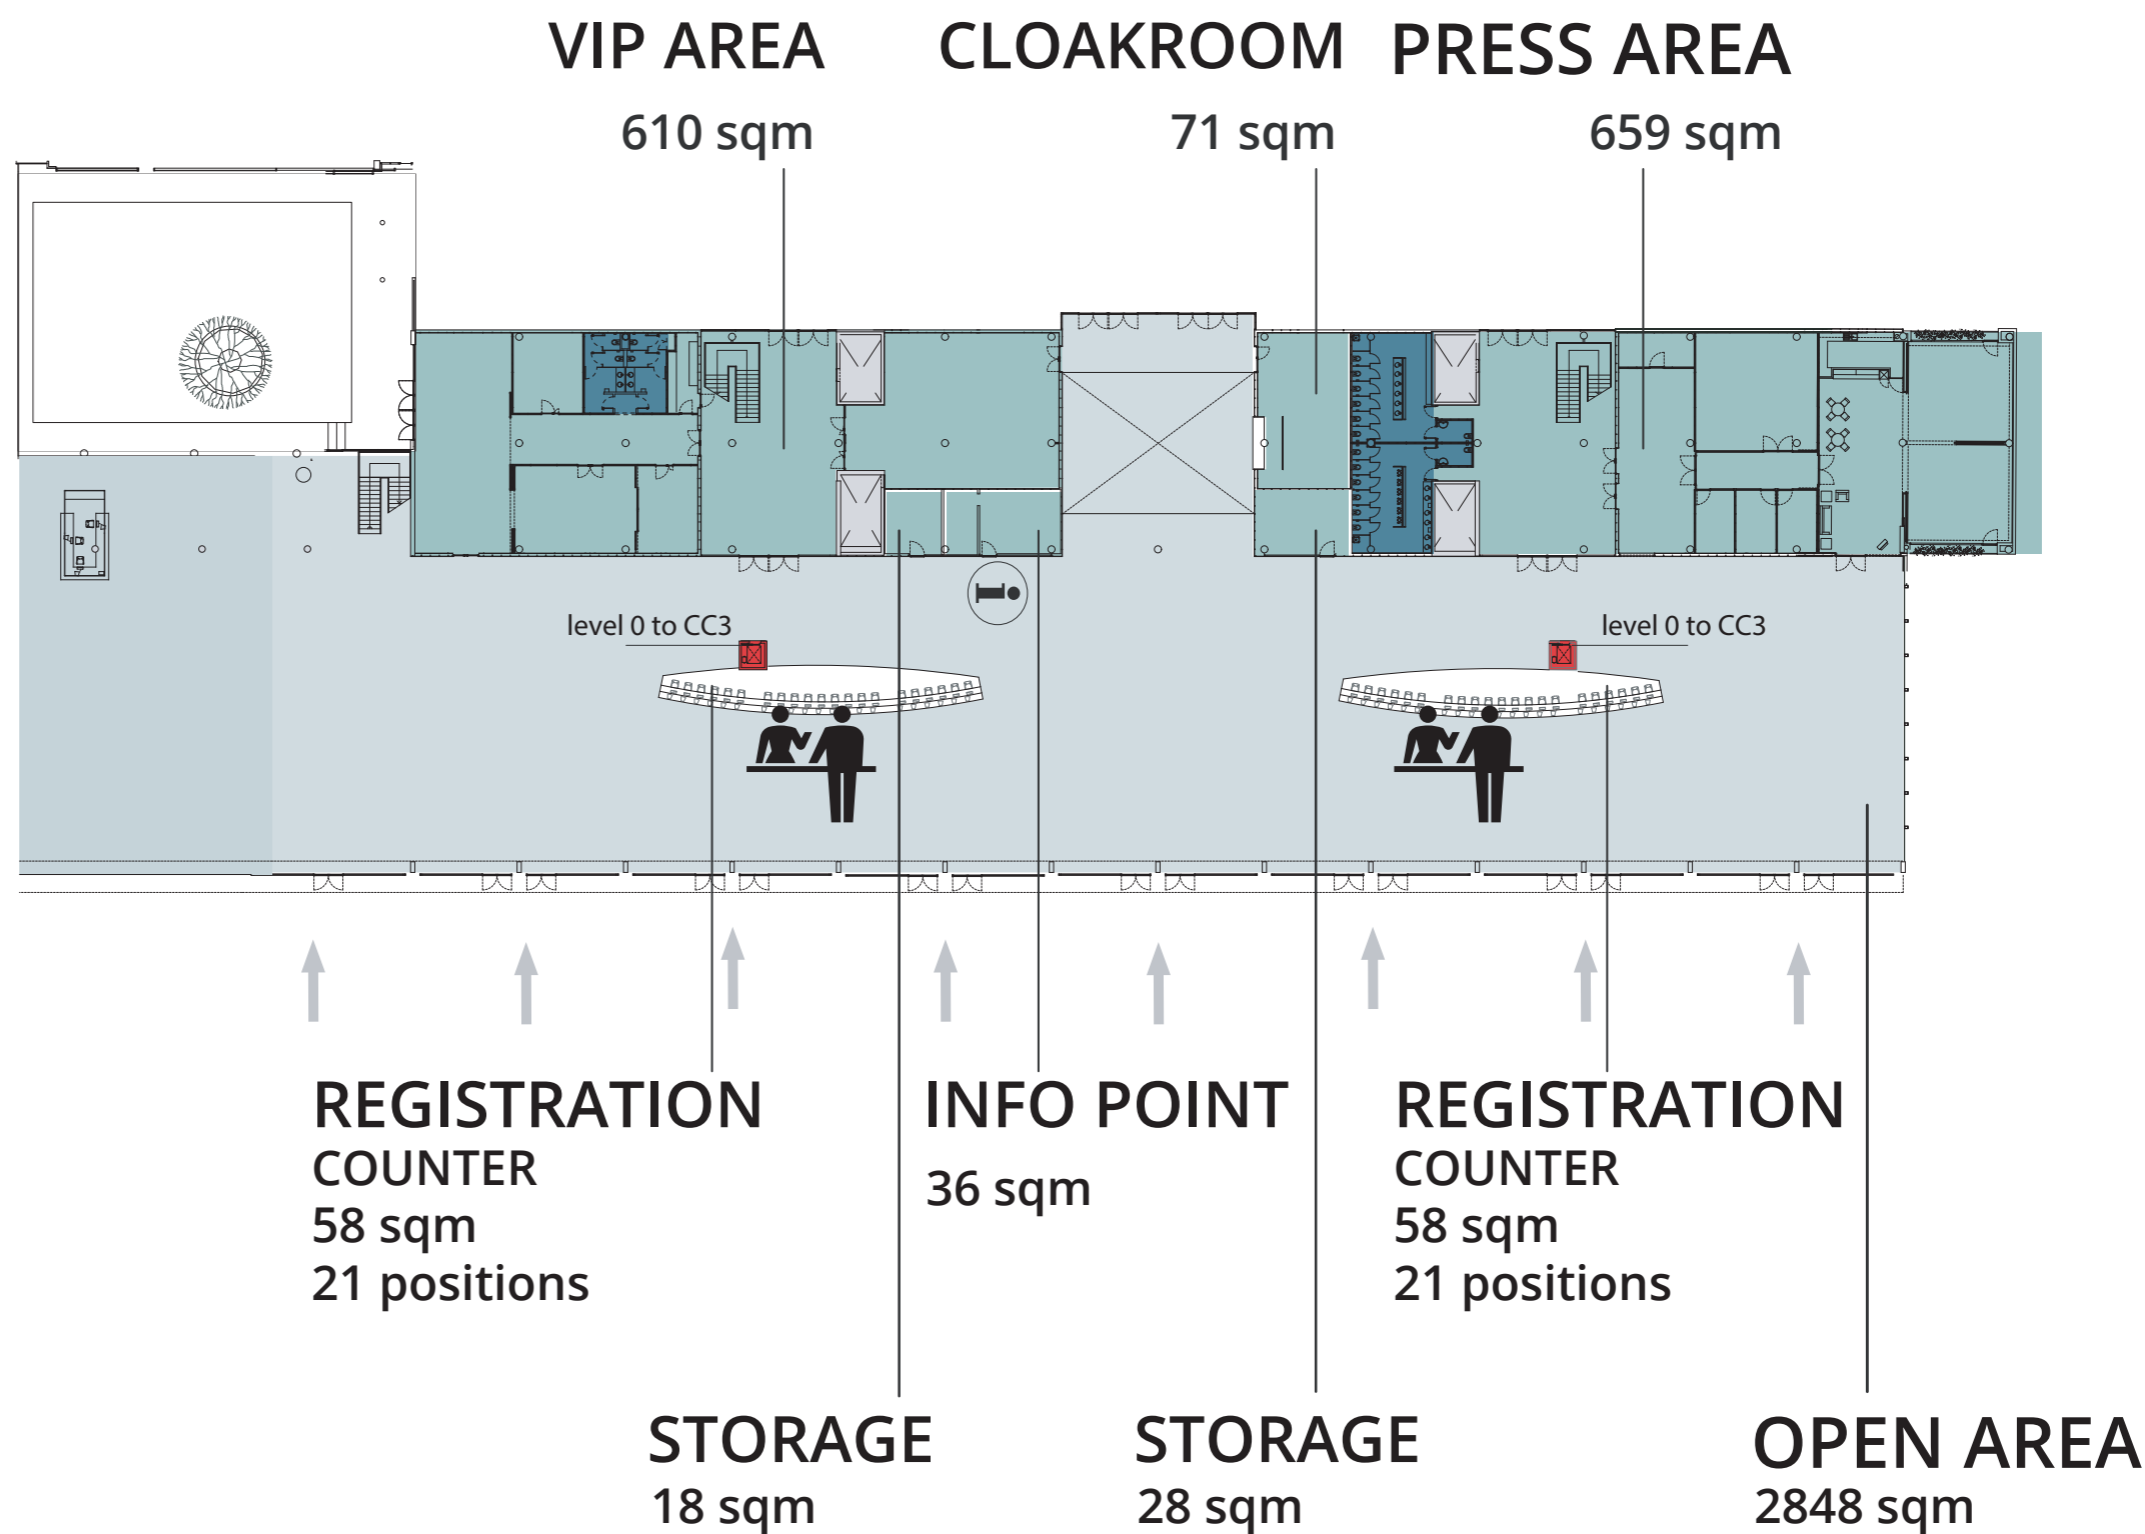 VIP AREA
610 sqm
CLOAKROOM
71 sqm
PRESS AREA
659 sqm
i
level 0 to CC3
level 0 to CC3
REGISTRATION
COUNTER
58 sqm
21 positions
INFO POINT
36 sqm
REGISTRATION
COUNTER
58 sqm
21 positions
STORAGE
18 sqm
STORAGE
28 sqm
OPEN AREA
2848 sqm